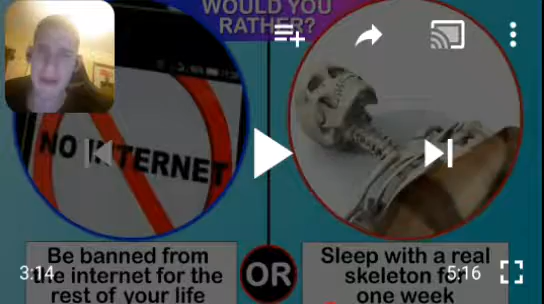 WOULD YOU
RATHER?
NO INTERNET
Be banned from
the internet for the
rest of your life
OR
Sleep with a real
skeleton for
one week
3:14
5:16